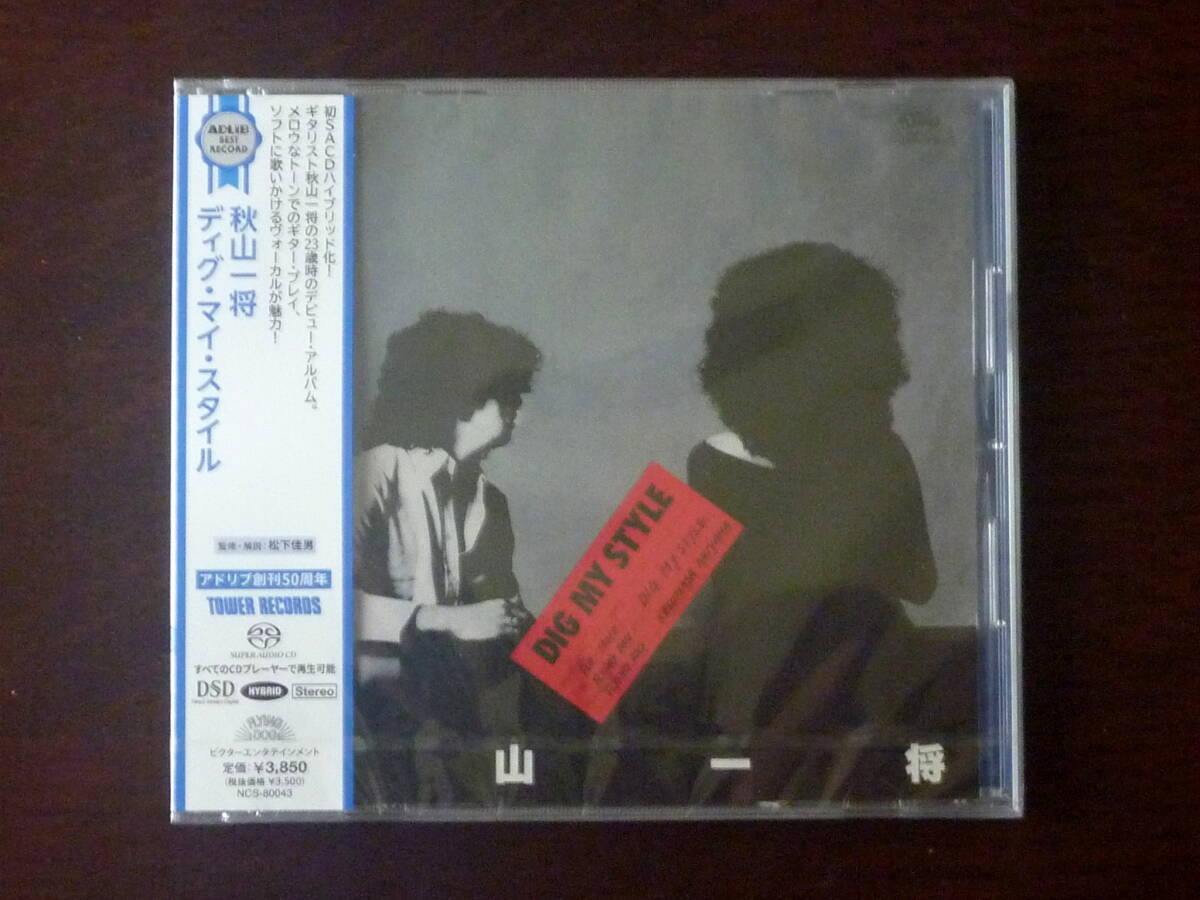 ADLiB
BEST
RECORD
秋山一将
ディグ・マイ・スタイル
初SACDハイブリッド化!
ギタリスト秋山一将の23歳時のデビュー・アルバム。
メロウなトーンでのギター・プレイ、
ソフトに歌いかけるヴォーカルが魅力!
監修・解説:松下佳男
アドリブ創刊50周年
TOWER RECORDS
SUPER AUDIO CD
すべてのCDプレーヤーで再生可能
DSD
Direct Stream Digital
HYBRID
Stereo
FLYING
DOG
ビクターエンタテインメント
定価:¥3,850
(税抜価格 ¥3,500)
NCS-80043
DIG MY STYLE
DIG MY STYLE
山一将